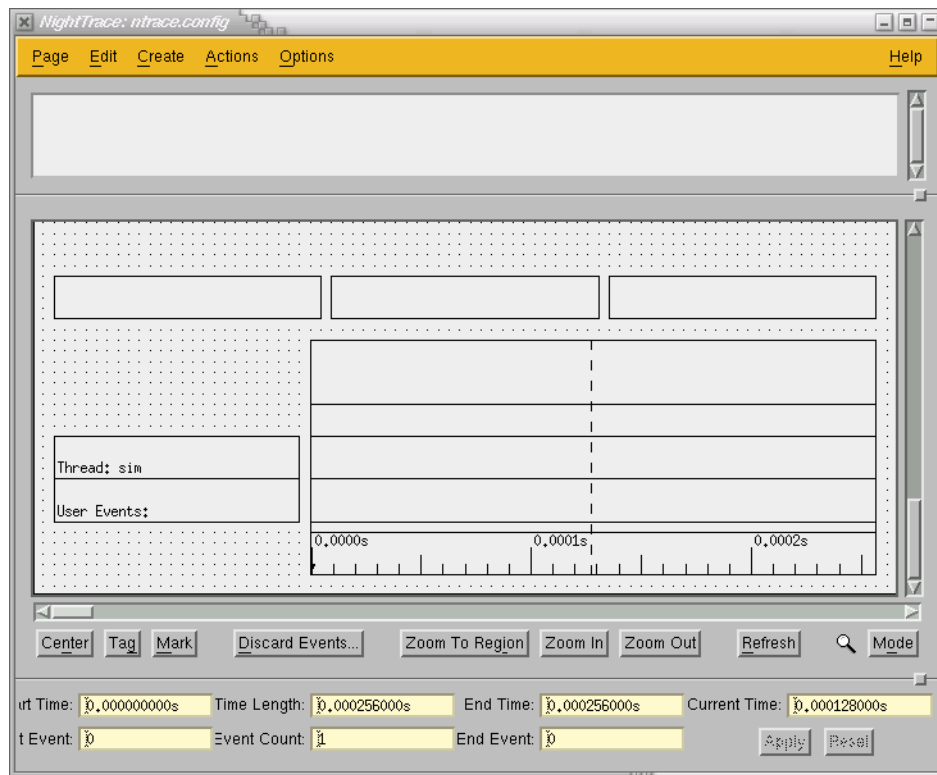 NightTrace: ntrace.config
Page Edit Create Actions Options Help
Thread: sim
User Events:
0.0000s 0.0001s 0.0002s
Center Tag Mark Discard Events... Zoom To Region Zoom In Zoom Out Refresh Mode
rt Time: 0.000000000s Time Length: 0.000256000s End Time: 0.000256000s Current Time: 0.000128000s
t Event: 0 Event Count: 1 End Event: 0 Apply Reset